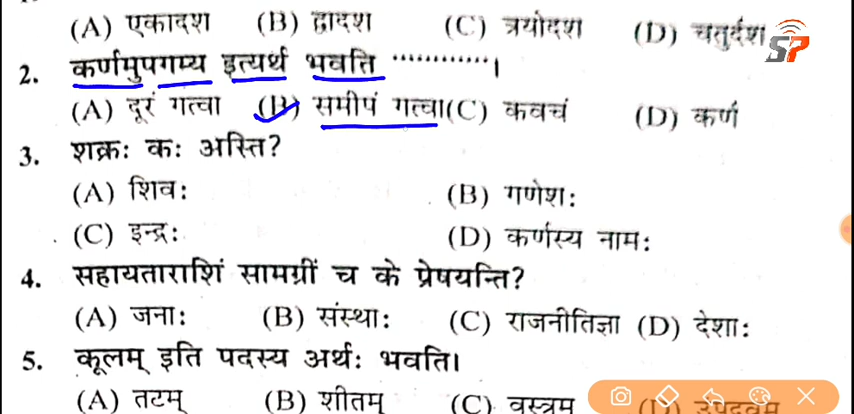 (A) एकादश (B) द्वादश (C) त्रयोदश (D) चतुर्दश
2. कर्णमुपगम्य इत्यर्थ भवति ............।
(A) दूरं गत्वा (B) समीपं गत्वा (C) कवचं (D) कर्णं
3. शक्रः कः अस्ति?
(A) शिवः (B) गणेशः
(C) इन्द्रः (D) कर्णस्य नामः
4. सहायताराशिं सामग्रीं च के प्रेषयन्ति?
(A) जनाः (B) संस्थाः (C) राजनीतिज्ञा (D) देशाः
5. कूलम् इति पदस्य अर्थः भवति।
(A) तटम् (B) शीतम् (C) वस्त्रम